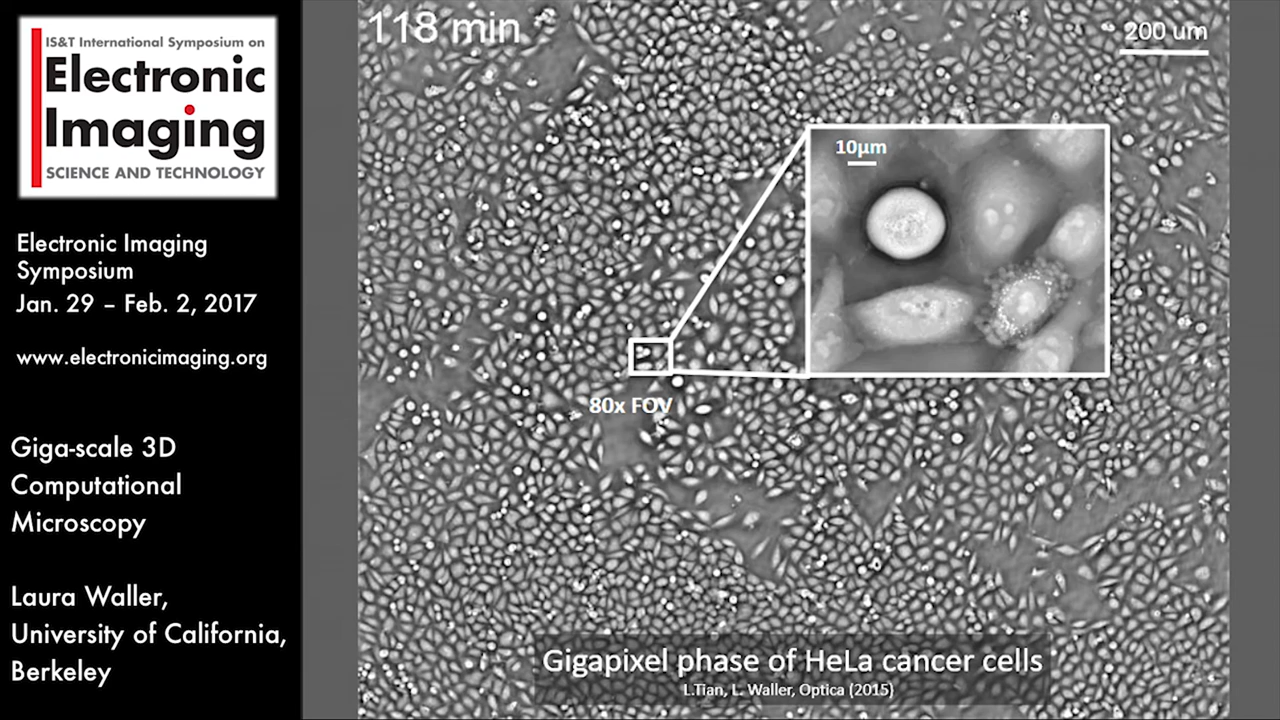 IS&T International Symposium on
Electronic
Imaging
SCIENCE AND TECHNOLOGY
Electronic Imaging
Symposium
Jan. 29 – Feb. 2, 2017
www.electronicimaging.org
Giga-scale 3D
Computational
Microscopy
Laura Waller,
University of California,
Berkeley
118 min
200 um
10µm
80x FOV
Gigapixel phase of HeLa cancer cells
L.Tian, L. Waller, Optica (2015)